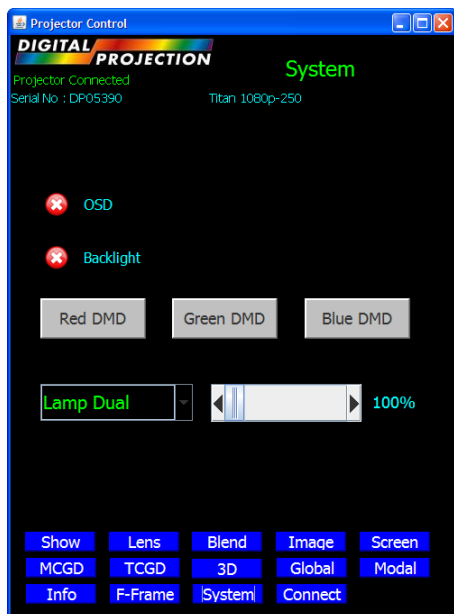 Projector Control
DIGITAL
PROJECTION
System
Projector Connected
Serial No : DP05390 Titan 1080p-250
OSD
Backlight
Red DMD Green DMD Blue DMD
Lamp Dual 100%
Show Lens Blend Image Screen
MCGD TCGD 3D Global Modal
Info F-Frame System Connect